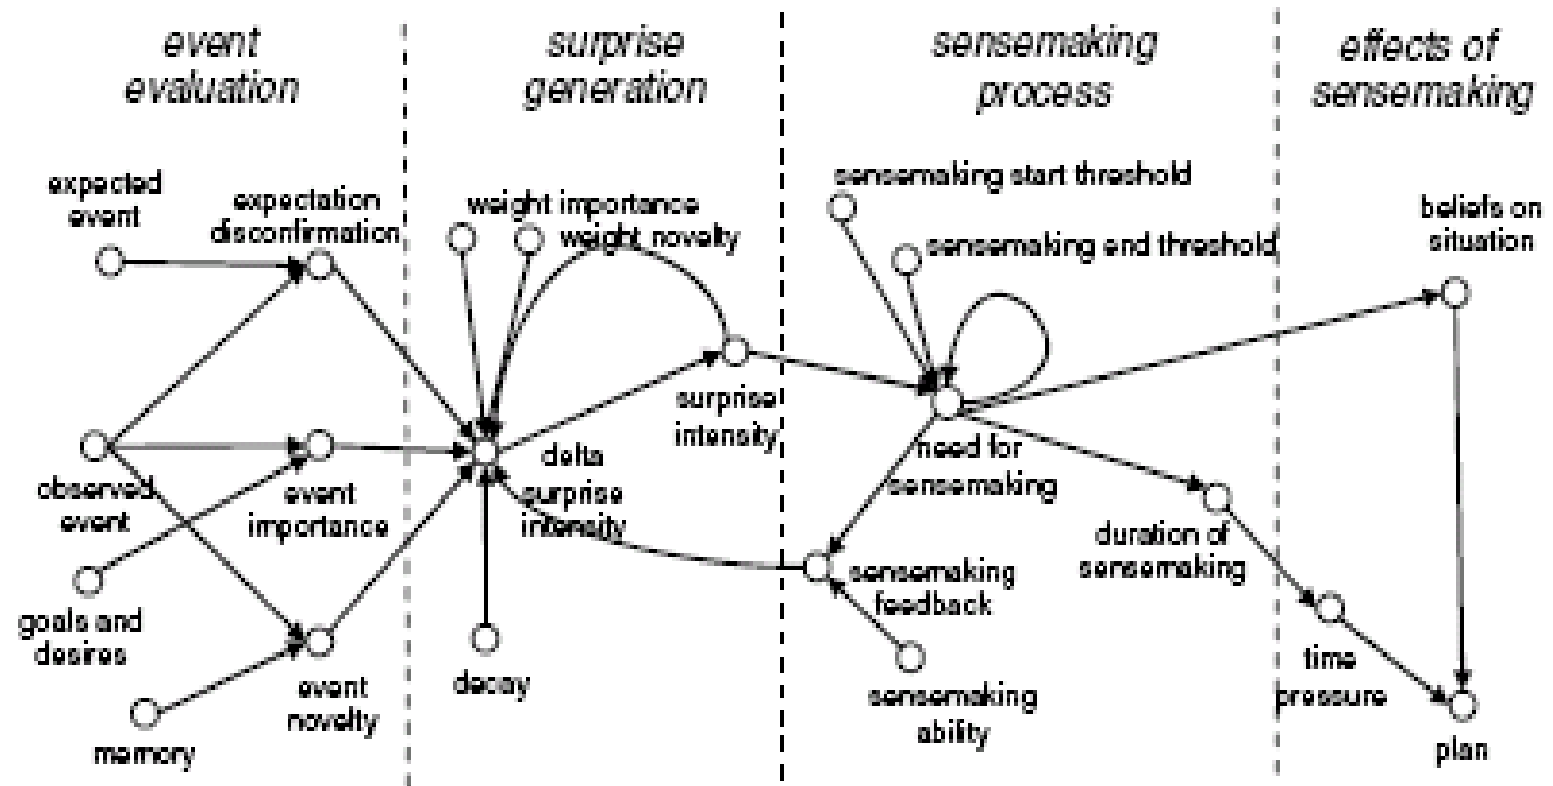 event
evaluation
surprise
generation
sensemaking
process
effects of
sensemaking
expected
event
expectation
disconfirmation
observed
event
event
importance
goals and
desires
event
novelty
memory
weight importance
weight novelty
surprise
intensity
delta
surprise
intensity
decay
sensemaking start threshold
sensemaking end threshold
need for
sensemaking
sensemaking
feedback
sensemaking
ability
duration of
sensemaking
beliefs on
situation
time
pressure
plan